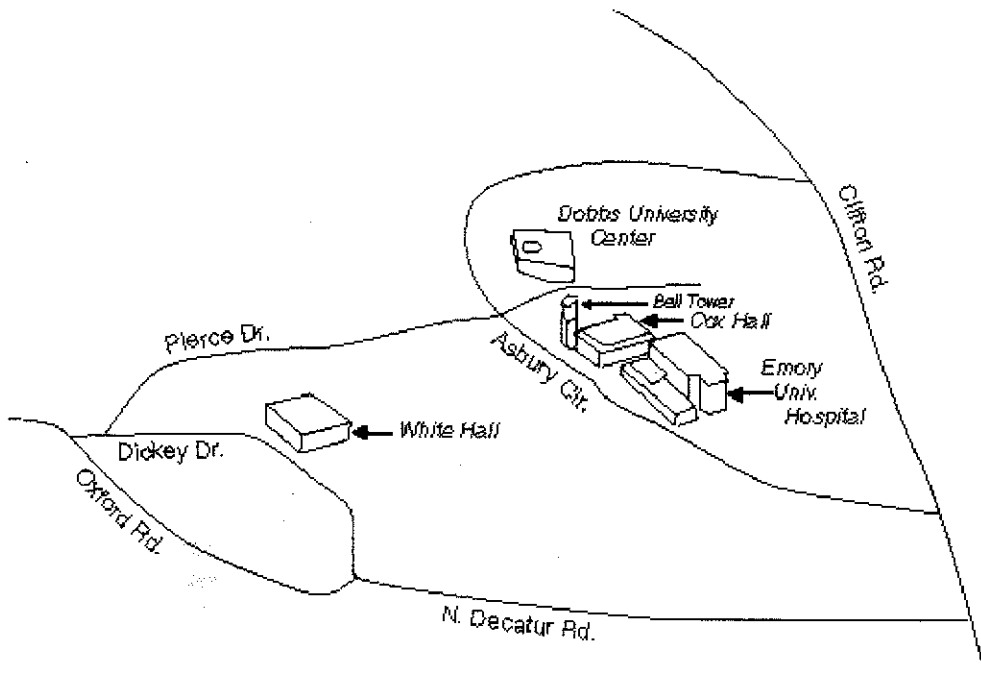 Clifton Rd.
Dobbs University
Center
Bell Tower
Cox Hall
Pierce Dr.
Asbury Cir.
Emory
Univ.
Hospital
White Hall
Dickey Dr.
Oxford Rd.
N. Decatur Rd.